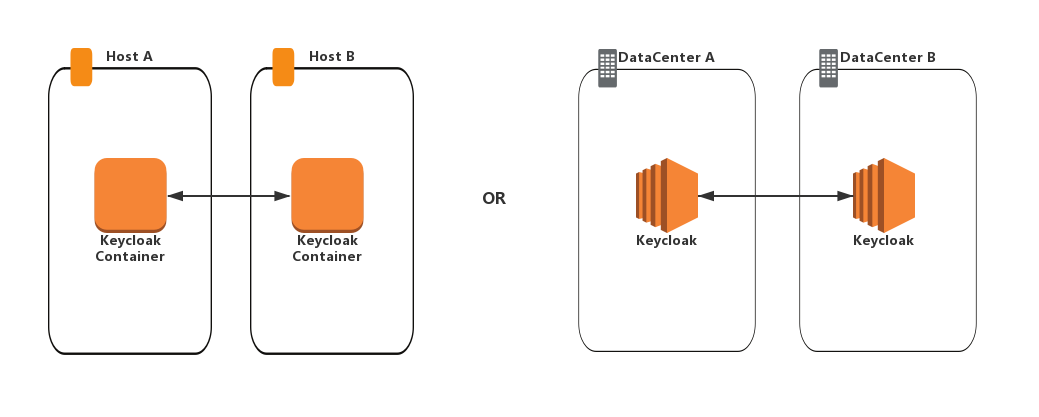 Host A
Host B
Keycloak
Container
Keycloak
Container
OR
DataCenter A
DataCenter B
Keycloak
Keycloak